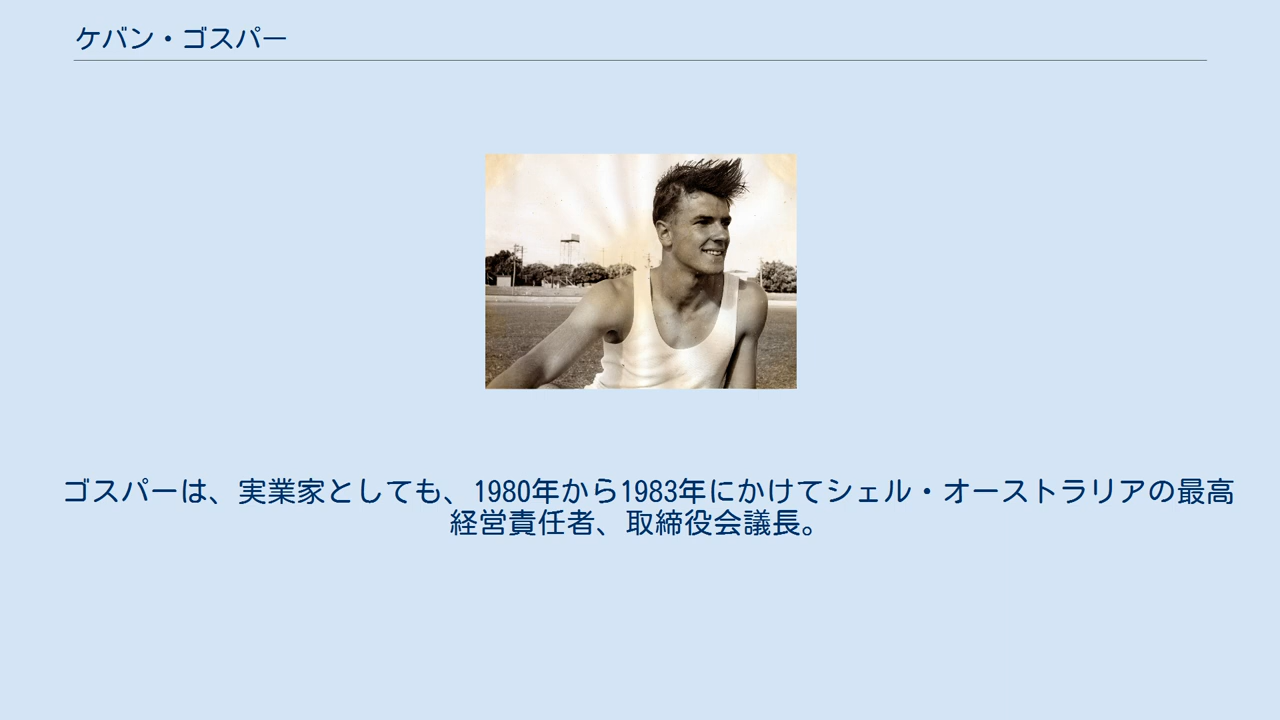 ケバン・ゴスパー
ゴスパーは、実業家としても、1980年から1983年にかけてシェル・オーストラリアの最高
経営責任者、取締役会議長。